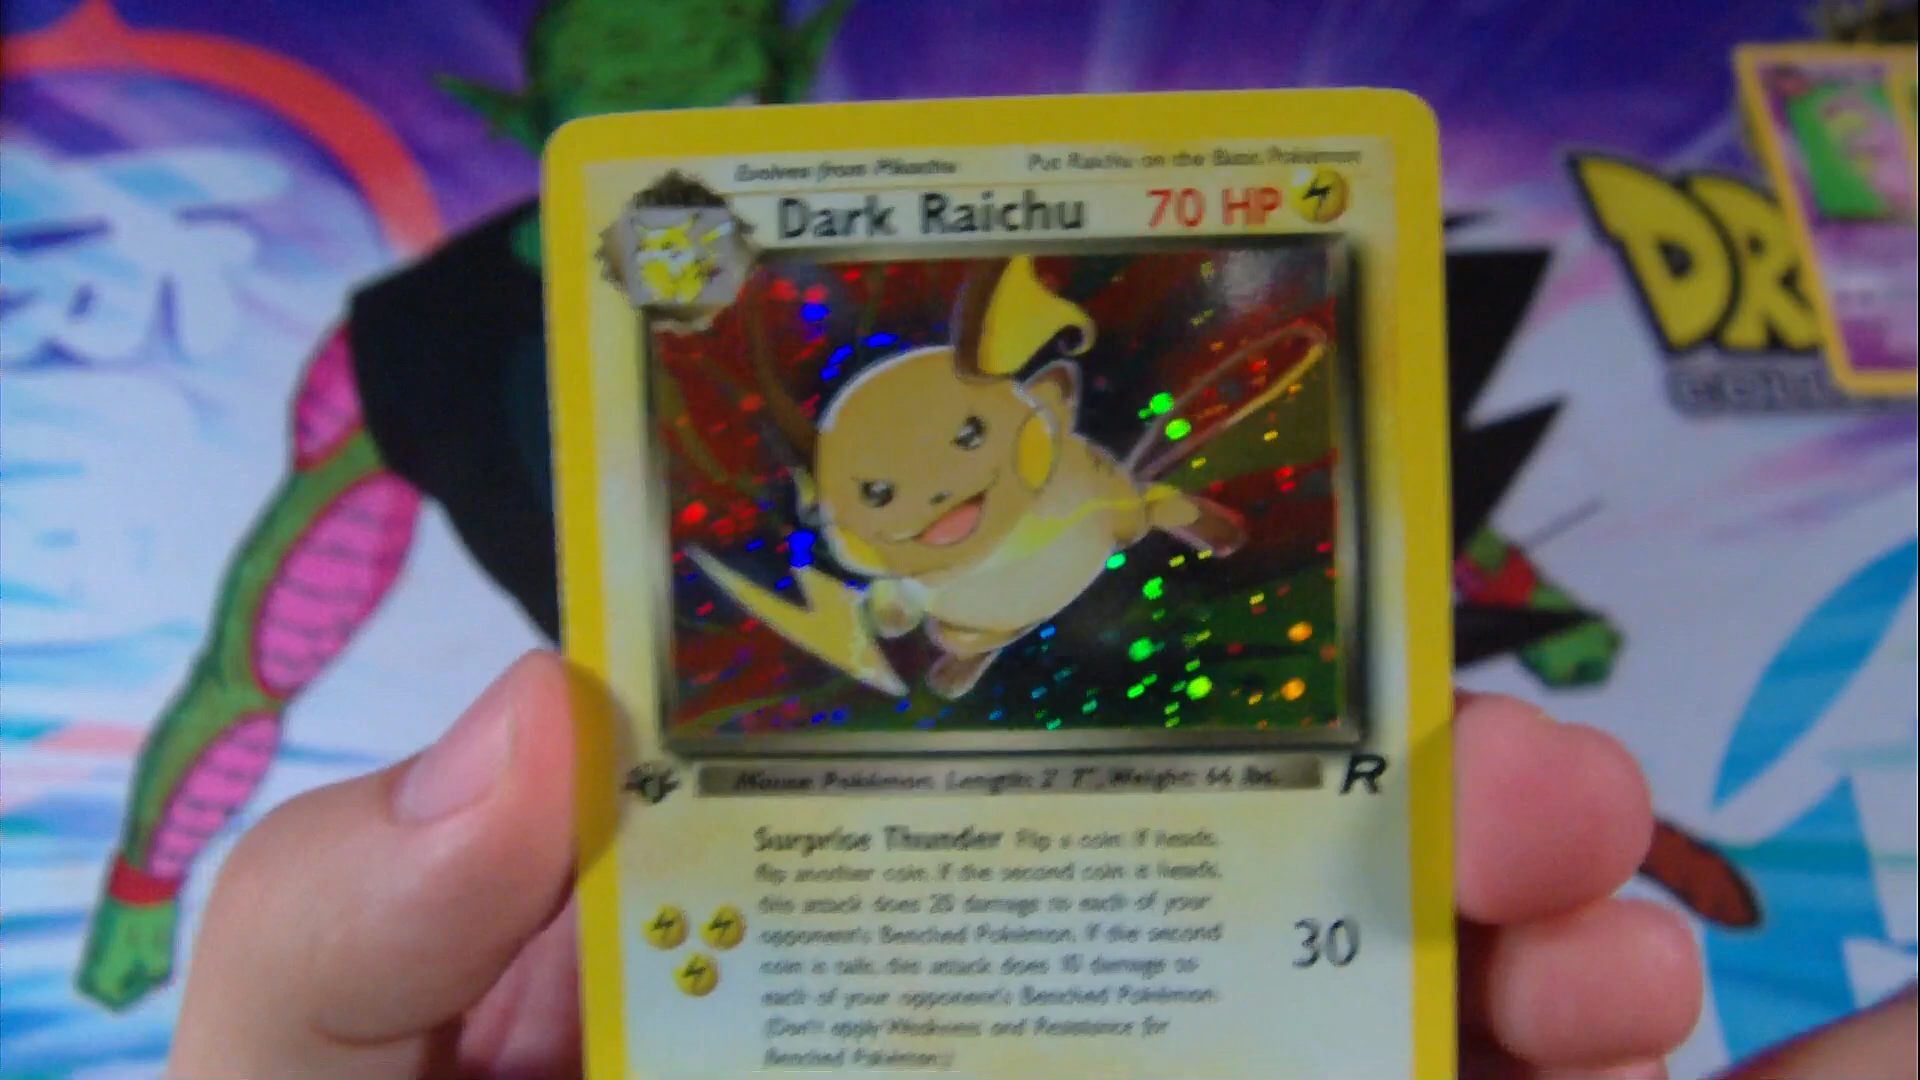 Evolves from Pikachu Put Raichu on the Basic Pokémon
Dark Raichu 70 HP
DR
Mouse Pokémon. Length: 2' 7", Weight: 66 lbs.
R
Surprise Thunder Flip a coin. If heads,
flip another coin. If the second coin is heads,
this attack does 20 damage to each of your
opponent's Benched Pokémon. If the second
coin is tails, this attack does 10 damage to
each of your opponent's Benched Pokémon.
(Don't apply Weakness and Resistance for
Benched Pokémon.)
30